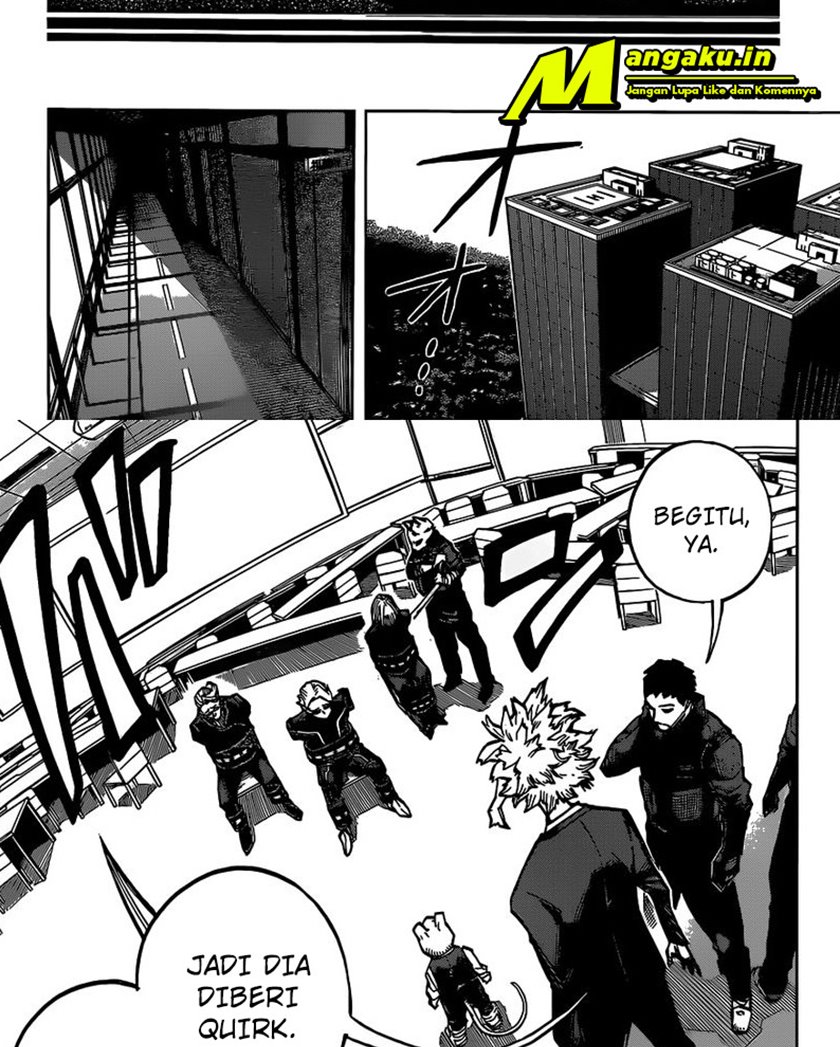 Mangaku.in
Jangan Lupa Like dan Komennya
BEGITU,
YA.
JADI DIA
DIBERI
QUIRK.